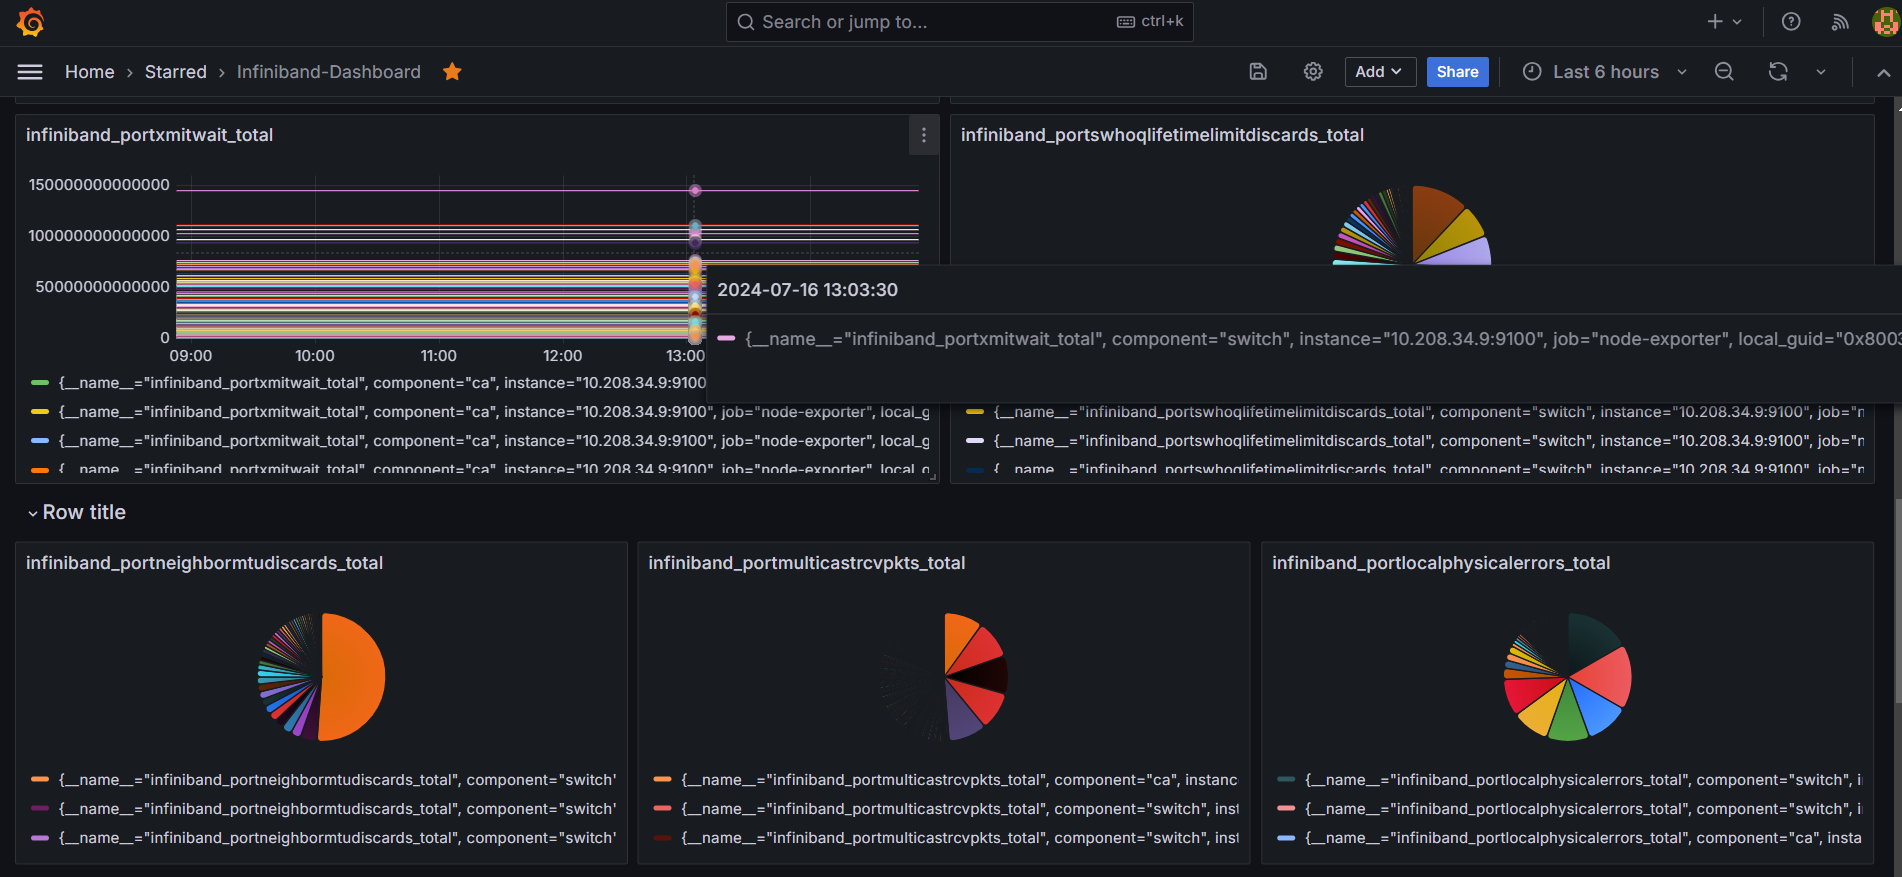 Search or jump to...
ctrl+k
Home › Starred › Infiniband-Dashboard
Add
Share
Last 6 hours
infiniband_portxmitwait_total
150000000000000
100000000000000
50000000000000
0
09:00
10:00
11:00
12:00
13:00
{__name__="infiniband_portxmitwait_total", component="ca", instance="10.208.34.9:9100
{__name__="infiniband_portxmitwait_total", component="ca", instance="10.208.34.9:9100", job="node-exporter", local_g
{__name__="infiniband_portxmitwait_total", component="ca", instance="10.208.34.9:9100", job="node-exporter", local_g
{__name__="infiniband_portxmitwait_total", component="ca", instance="10.208.34.9:9100", job="node-exporter", local_g
infiniband_portswhoqlifetimelimitdiscards_total
2024-07-16 13:03:30
{__name__="infiniband_portxmitwait_total", component="switch", instance="10.208.34.9:9100", job="node-exporter", local_guid="0x8003
{__name__="infiniband_portswhoqlifetimelimitdiscards_total", component="switch", instance="10.208.34.9:9100", job="n
{__name__="infiniband_portswhoqlifetimelimitdiscards_total", component="switch", instance="10.208.34.9:9100", job="n
{__name__="infiniband_portswhoqlifetimelimitdiscards_total", component="switch", instance="10.208.34.9:9100", job="n
Row title
infiniband_portneighbormtudiscards_total
{__name__="infiniband_portneighbormtudiscards_total", component="switch"
{__name__="infiniband_portneighbormtudiscards_total", component="switch"
{__name__="infiniband_portneighbormtudiscards_total", component="switch"
infiniband_portmulticastrcvpkts_total
{__name__="infiniband_portmulticastrcvpkts_total", component="ca", instanc
{__name__="infiniband_portmulticastrcvpkts_total", component="switch", inst
{__name__="infiniband_portmulticastrcvpkts_total", component="switch", inst
infiniband_portlocalphysicalerrors_total
{__name__="infiniband_portlocalphysicalerrors_total", component="switch", i
{__name__="infiniband_portlocalphysicalerrors_total", component="switch", i
{__name__="infiniband_portlocalphysicalerrors_total", component="ca", insta